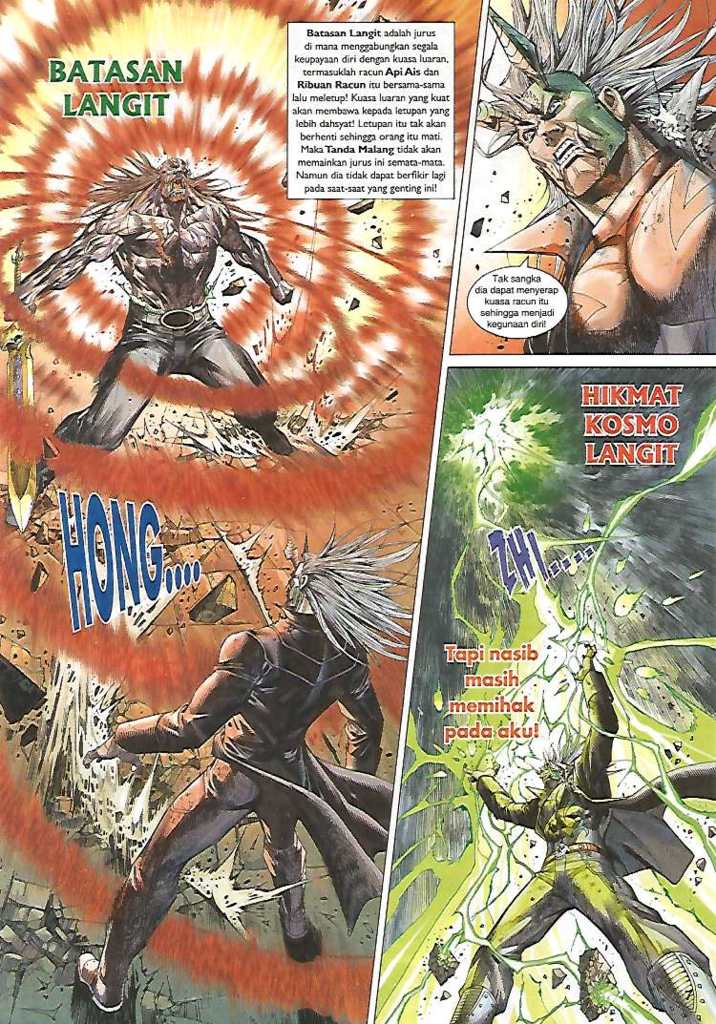 BATASAN
LANGIT
Batasan Langit adalah jurus
di mana menggabungkan segala
keupayaan diri dengan kuasa luaran,
termasuklah racun Api Ais dan
Ribuan Racun itu bersama-sama
lalu meletup! Kuasa luaran yang kuat
akan membawa kepada letupan yang
lebih dahsyat! Letupan itu tak akan
berhenti sehingga orang itu mati.
Maka Tanda Malang tidak akan
memainkan jurus ini semata-mata.
Namun dia tidak dapat berfikir lagi
pada saat-saat yang genting ini!
Tak sangka
dia dapat menyerap
kuasa racun itu
sehingga menjadi
kegunaan diri!
HONG....
HIKMAT
KOSMO
LANGIT
ZHI.....
Tapi nasib
masih
memihak
pada aku!